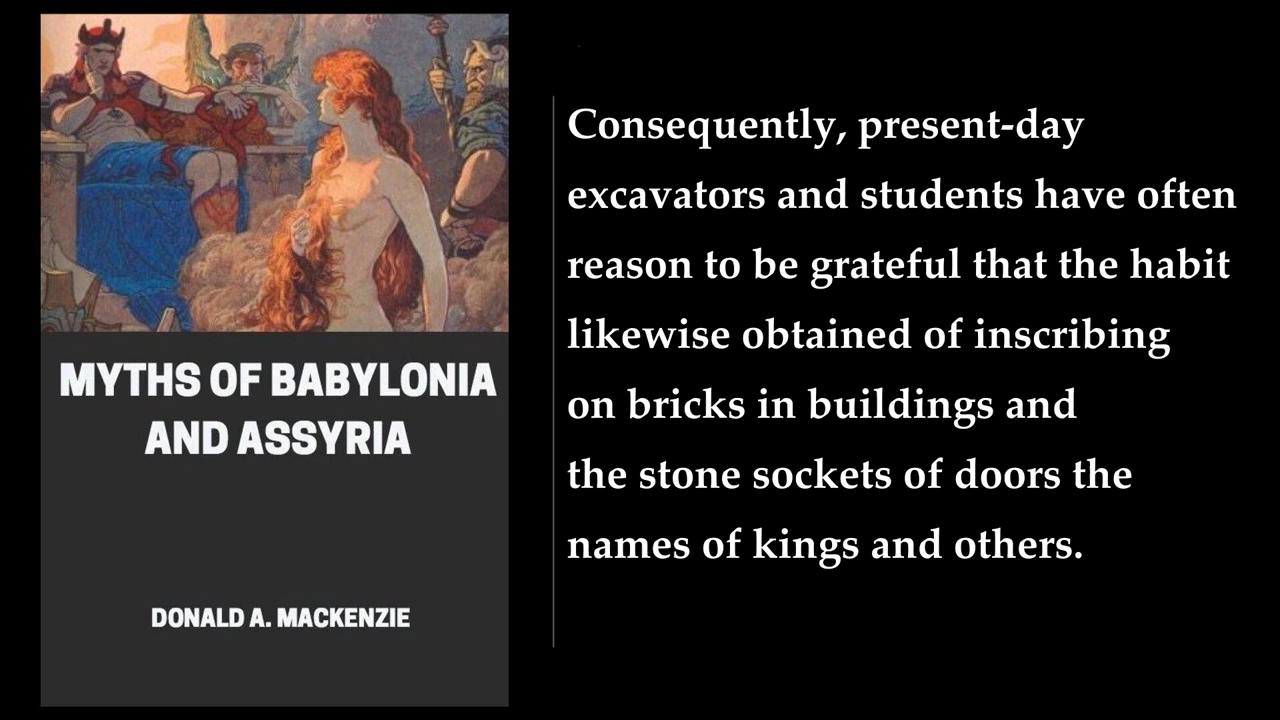 MYTHS OF BABYLONIA
AND ASSYRIA
DONALD A. MACKENZIE
Consequently, present-day
excavators and students have often
reason to be grateful that the habit
likewise obtained of inscribing
on bricks in buildings and
the stone sockets of doors the
names of kings and others.